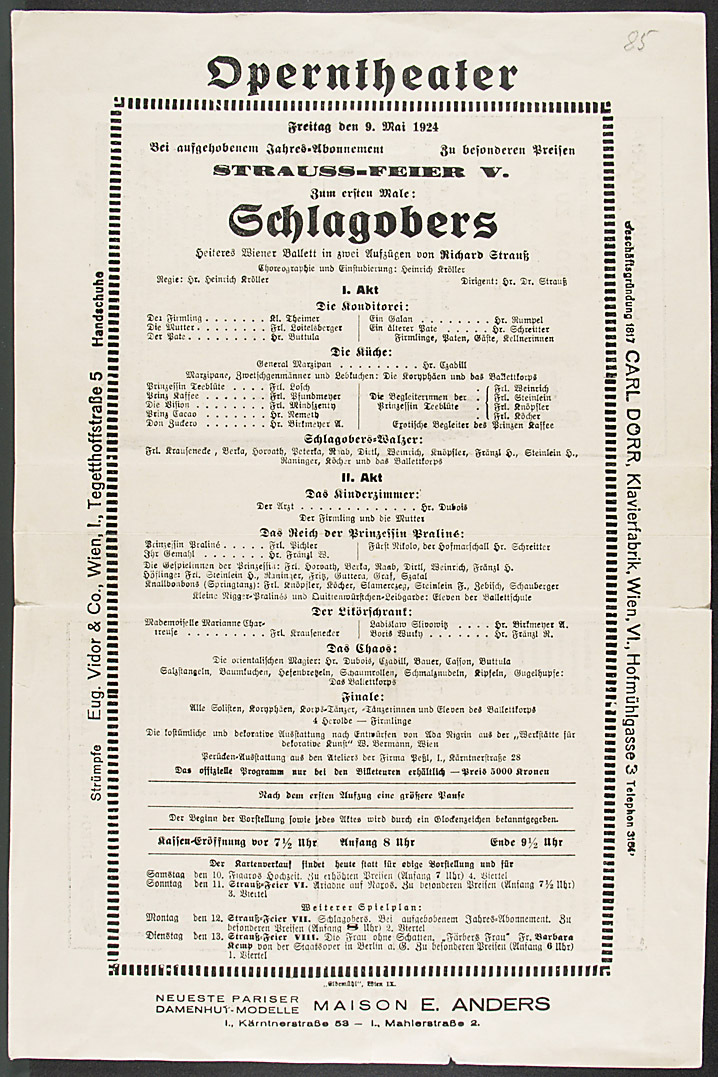 85
Operntheater
Freitag den 9. Mai 1924
Bei aufgehobenem Jahres-Abonnement Zu besonderen Preisen
STRAUSS-FEIER V.
Zum ersten Male:
Schlagobers
Heiteres Wiener Ballett in zwei Aufzügen von Richard Strauß
Choreographie und Einstudierung: Heinrich Kröller
Regie: Hr. Heinrich Kröller Dirigent: Hr. Dr. Strauß
I. Akt
Die Konditorei:
Der Firmling . . . . . . . Kl. Theimer
Die Mutter . . . . . . . . Frl. Loitelsberger
Der Pate . . . . . . . . . Hr. Buttula
Ein Galan . . . . . . . . Hr. Rumpel
Ein älterer Pate . . . . . Hr. Schreitter
Firmlinge, Paten, Gäste, Kellnerinnen
Die Küche:
General Marzipan . . . . . . . . . Hr. Czadill
Marzipane, Zwetschgenmänner und Lebkuchen: Die Koryphäen und das Ballettkorps
Prinzessin Teeblüte . . . . Frl. Losch
Prinz Kaffee . . . . . . . Frl. Pfundmeyer
Die Vision . . . . . . . . Frl. Mindszenty
Prinz Cacao . . . . . . . Hr. Nemeth
Don Zuckero . . . . . . . Hr. Birkmeyer A.
Die Begleiterinnen der Prinzessin Teeblüte . . { Frl. Weinrich
Frl. Steinlein
Frl. Knöpfler
Frl. Köcher
Exotische Begleiter des Prinzen Kaffee
Schlagobers-Walzer:
Frl. Krausenecker, Berka, Horvath, Peterka, Raab, Dirtl, Weinrich, Knöpfler, Fränzl H., Steinlein H.,
Raninger, Köcher und das Ballettkorps
II. Akt
Das Kinderzimmer:
Der Arzt . . . . . . . . . . . . . . Hr. Dubois
Der Firmling und die Mutter
Das Reich der Prinzessin Praliné:
Prinzessin Praliné . . . . . Frl. Pichler
Ihr Gemahl . . . . . . . . Hr. Fränzl W.
Fürst Nikolo, der Hofmarschall Hr. Schreitter
Die Gespielinnen der Prinzessin: Frl. Horvath, Berka, Raab, Dirtl, Weinrich, Fränzl H.
Höflinge: Frl. Steinlein H., Raninger, Fritz, Guttera, Graf, Szakal
Knallbonbons (Springtanz): Frl. Knöpfler, Köcher, Slamerczeg, Steinlein F., Zebisch, Schauberger
Kleine Nigger-Pralinés und Quittenwürstchen-Leibgarde: Eleven der Ballettschule
Der Likörschrank:
Mademoiselle Marianne Char-
treuse . . . . . . . . . Frl. Krausenecker
Ladislaw Slivowitz . . . . Hr. Birkmeyer A.
Boris Wutky . . . . . . . Hr. Fränzl R.
Das Chaos:
Die orientalischen Magier: Hr. Dubois, Czadill, Bauer, Casson, Buttula
Salzstangeln, Baumkuchen, Hefenbretzeln, Schaumrollen, Schmalznudeln, Kipfeln, Gugelhupfe:
Das Ballettkorps
Finale:
Alle Solisten, Koryphäen, Korps-Tänzer, -Tänzerinnen und Eleven des Ballettkorps
4 Herolde — Firmlinge
Die kostümliche und dekorative Ausstattung nach Entwürfen von Ada Nigrin aus der „Werkstätte für
dekorative Kunst“ W. Bermann, Wien
Perücken-Ausstattung aus den Ateliers der Firma Peßl, I., Kärntnerstraße 28
Das offizielle Programm nur bei den Billeteuren erhältlich — Preis 5000 Kronen
Nach dem ersten Aufzug eine größere Pause
Der Beginn der Vorstellung sowie jedes Aktes wird durch ein Glockenzeichen bekanntgegeben.
Kassen-Eröffnung vor 7½ Uhr Anfang 8 Uhr Ende 9½ Uhr
Der Kartenverkauf findet heute statt für obige Vorstellung und für
Samstag den 10. Figaros Hochzeit. Zu erhöhten Preisen (Anfang 7 Uhr) 4. Viertel
Sonntag den 11. Strauß-Feier VI. Ariadne auf Naxos. Zu besonderen Preisen (Anfang 7½ Uhr)
3. Viertel
Weiterer Spielplan:
Montag den 12. Strauß-Feier VII. Schlagobers. Bei aufgehobenem Jahres-Abonnement. Zu
besonderen Preisen (Anfang 8 Uhr) 2. Viertel
Dienstag den 13. Strauß-Feier VIII. Die Frau ohne Schatten. „Färbers Frau“ Fr. Barbara
Kemp von der Staatsoper in Berlin a. G. Zu besonderen Preisen (Anfang 6 Uhr)
1. Viertel
„Elbemühl“, Wien IX.
Strümpfe Eug. Vidor & Co., Wien, I., Tegetthoffstraße 5 Handschuhe
Geschäftsgründung 1817 CARL DÖRR, Klavierfabrik, Wien, VI., Hofmühlgasse 3 Telephon
NEUESTE PARISER
DAMENHUT-MODELLE MAISON E. ANDERS
I., Kärntnerstraße 53 — I., Mahlerstraße 2.